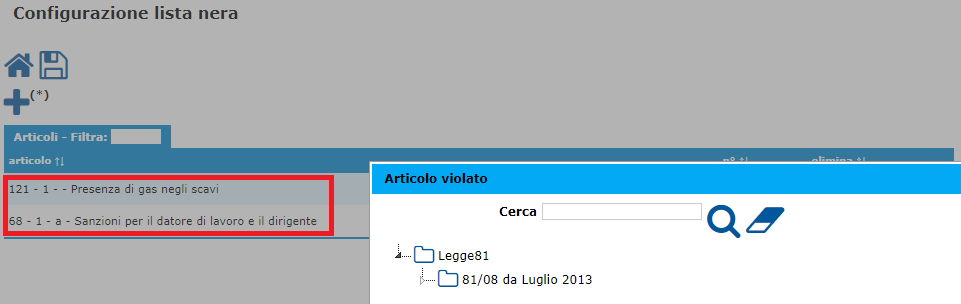 Configurazione lista nera
(*)
Articoli - Filtra:
articolo ↑↓ nº ↑↓ elimina ↑↓
Articolo violato
121 - 1 - - Presenza di gas negli scavi
Cerca
68 - 1 - a - Sanzioni per il datore di lavoro e il dirigente
Legge81
81/08 da Luglio 2013